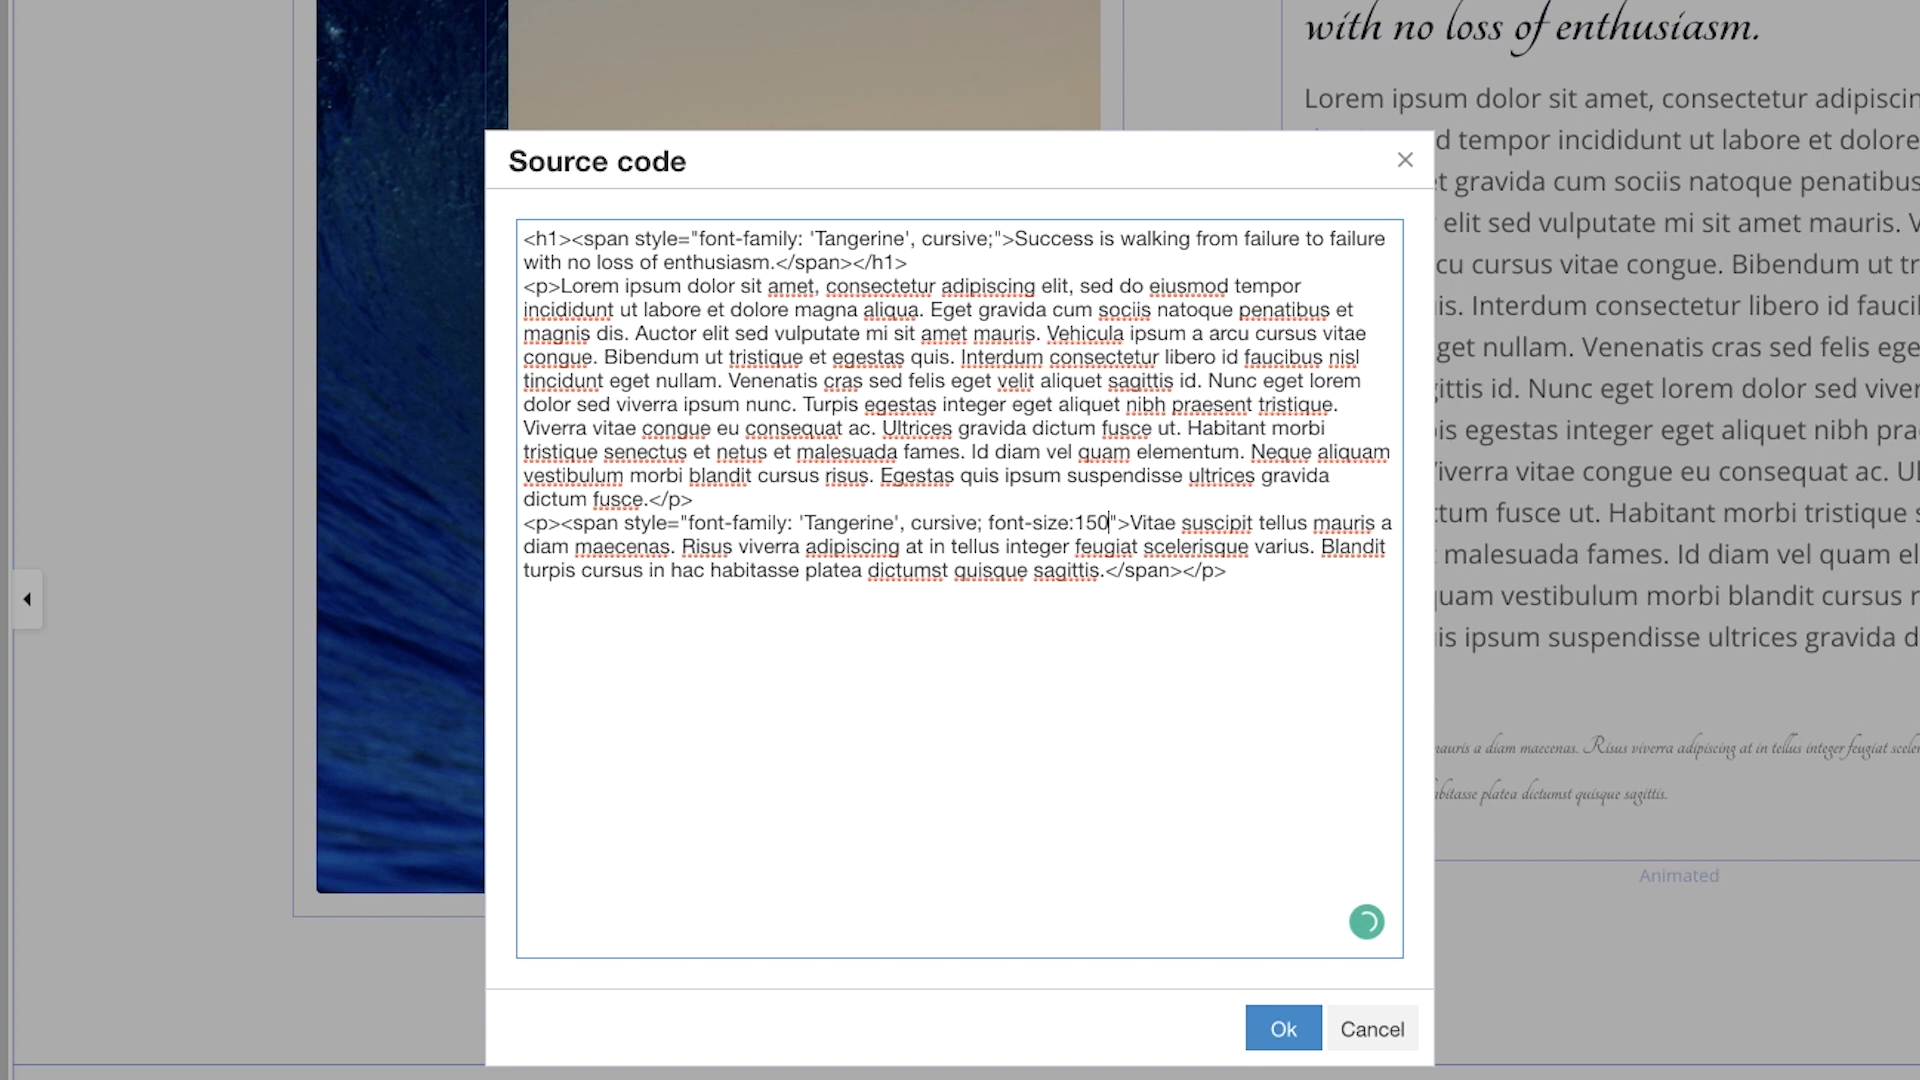 with no loss of enthusiasm.
Lorem ipsum dolor sit amet, consectetur adipiscin
d tempor incididunt ut labore et dolore
t gravida cum sociis natoque penatibus
elit sed vulputate mi sit amet mauris. V
cu cursus vitae congue. Bibendum ut tr
is. Interdum consectetur libero id fauci
get nullam. Venenatis cras sed felis ege
ittis id. Nunc eget lorem dolor sed viver
is egestas integer eget aliquet nibh pra
iverra vitae congue eu consequat ac. Ul
tum fusce ut. Habitant morbi tristique s
malesuada fames. Id diam vel quam el
uam vestibulum morbi blandit cursus r
is ipsum suspendisse ultrices gravida d
auris a diam maecenas. Risus viverra adipiscing at in tellus integer feugiat sceler
abitasse platea dictumst quisque sagittis.
Animated
Source code
<h1><span style="font-family: 'Tangerine', cursive;">Success is walking from failure to failure
with no loss of enthusiasm.</span></h1>
<p>Lorem ipsum dolor sit amet, consectetur adipiscing elit, sed do eiusmod tempor
incididunt ut labore et dolore magna aliqua. Eget gravida cum sociis natoque penatibus et
magnis dis. Auctor elit sed vulputate mi sit amet mauris. Vehicula ipsum a arcu cursus vitae
congue. Bibendum ut tristique et egestas quis. Interdum consectetur libero id faucibus nisl
tincidunt eget nullam. Venenatis cras sed felis eget velit aliquet sagittis id. Nunc eget lorem
dolor sed viverra ipsum nunc. Turpis egestas integer eget aliquet nibh praesent tristique.
Viverra vitae congue eu consequat ac. Ultrices gravida dictum fusce ut. Habitant morbi
tristique senectus et netus et malesuada fames. Id diam vel quam elementum. Neque aliquam
vestibulum morbi blandit cursus risus. Egestas quis ipsum suspendisse ultrices gravida
dictum fusce.</p>
<p><span style="font-family: 'Tangerine', cursive; font-size:150">Vitae suscipit tellus mauris a
diam maecenas. Risus viverra adipiscing at in tellus integer feugiat scelerisque varius. Blandit
turpis cursus in hac habitasse platea dictumst quisque sagittis.</span></p>
Ok
Cancel